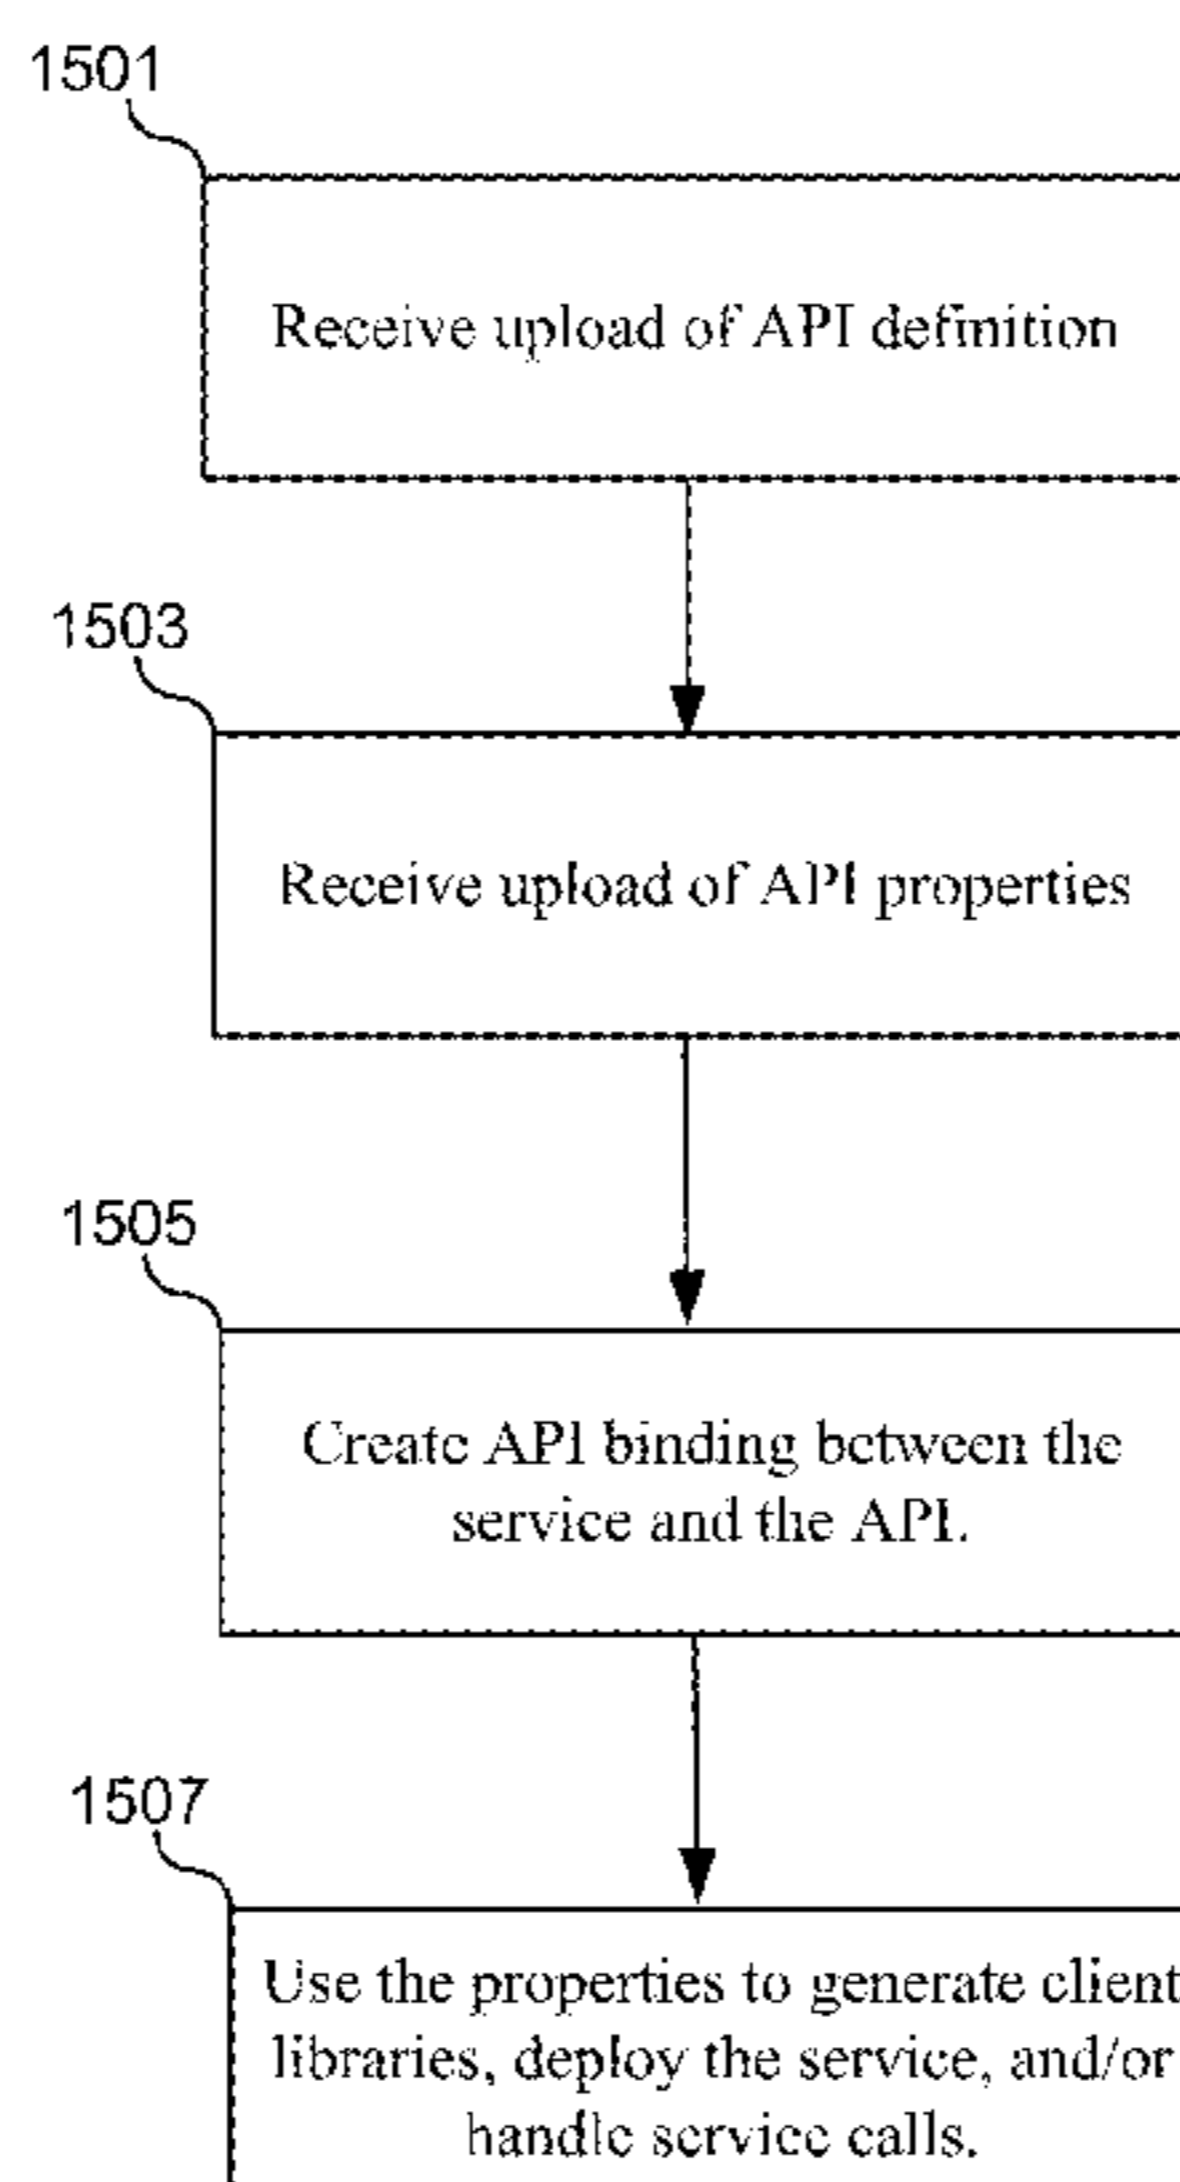 1501
Receive upload of API definition
1503
Receive upload of API properties
1505
Create API binding between the
service and the API.
1507
Use the properties to generate client
libraries, deploy the service, and/or
handle service calls.